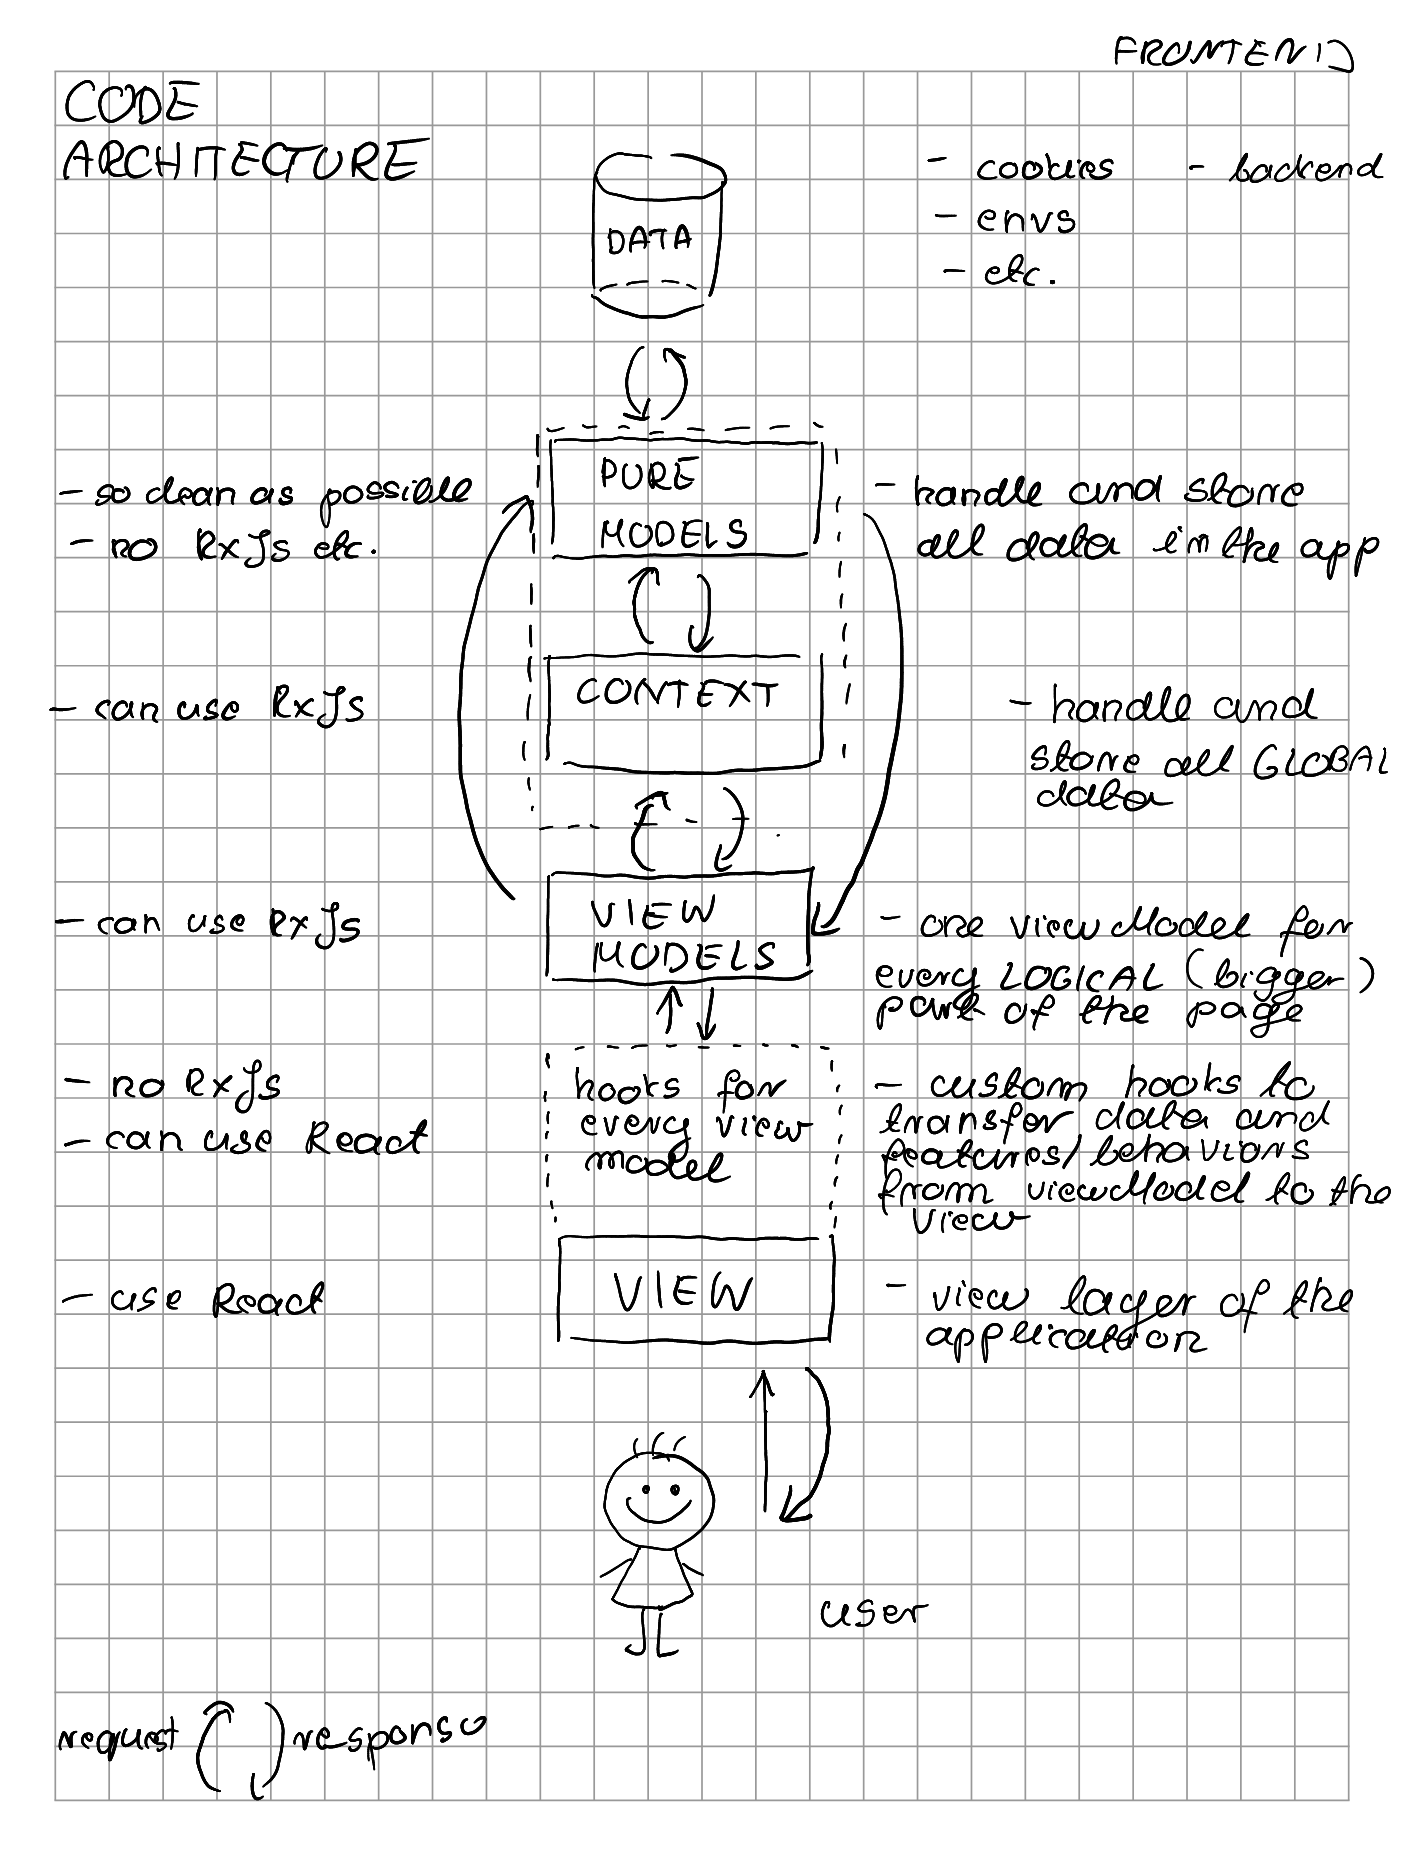 FRONTEND
CODE
ARCHITECTURE
DATA
- cookies - backend
- envs
- etc.
- so clean as possible
- no RxJs etc.
PURE
MODELS
- handle and store
all data in the app
- can use RxJs
CONTEXT
- handle and
store all GLOBAL
data
- can use RxJs
VIEW
MODELS
- one viewModel for
every LOGICAL (bigger)
part of the page
- no RxJs
- can use React
hooks for
every view
model
- custom hooks to
transfer data and
features/behaviors
from viewModel to the
view
- use React
VIEW
- view layer of the
application
user
request response